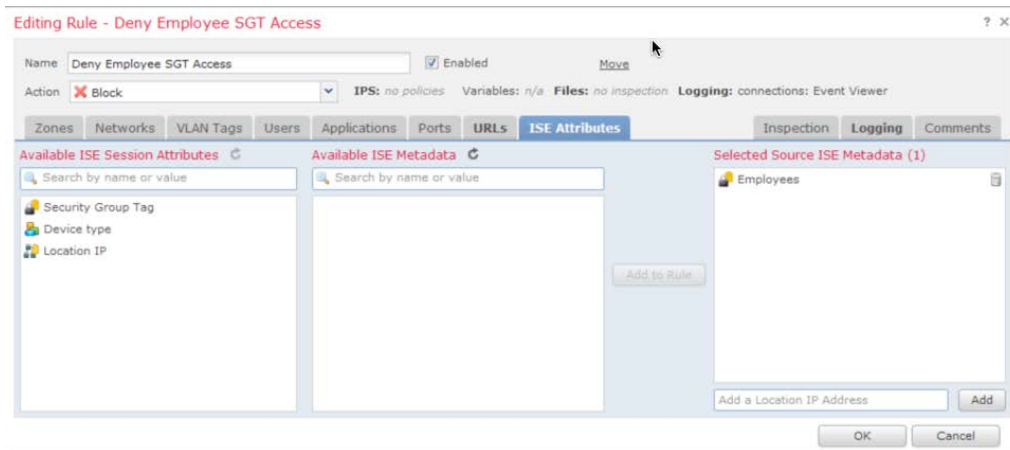 Editing Rule - Deny Employee SGT Access ? X
Name Deny Employee SGT Access Enabled Move
Action Block IPS: no policies Variables: n/a Files: no inspection Logging: connections: Event Viewer
Zones Networks VLAN Tags Users Applications Ports URLs ISE Attributes Inspection Logging Comments
Available ISE Session Attributes Available ISE Metadata Selected Source ISE Metadata (1)
Search by name or value Search by name or value Employees
Security Group Tag
Device type
Location IP
Add to Rule
Add a Location IP Address Add
OK Cancel